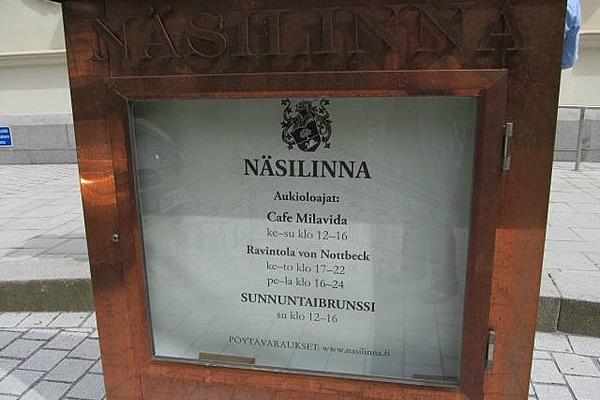 NÄSILINNA
NÄSILINNA
Aukioloajat:
Cafe Milavida
ke–su klo 12–16
Ravintola von Nottbeck
ke–to klo 17–22
pe–la klo 16–24
SUNNUNTAIBRUNSSI
su klo 12–16
PÖYTÄVARAUKSET: www.nasilinna.fi